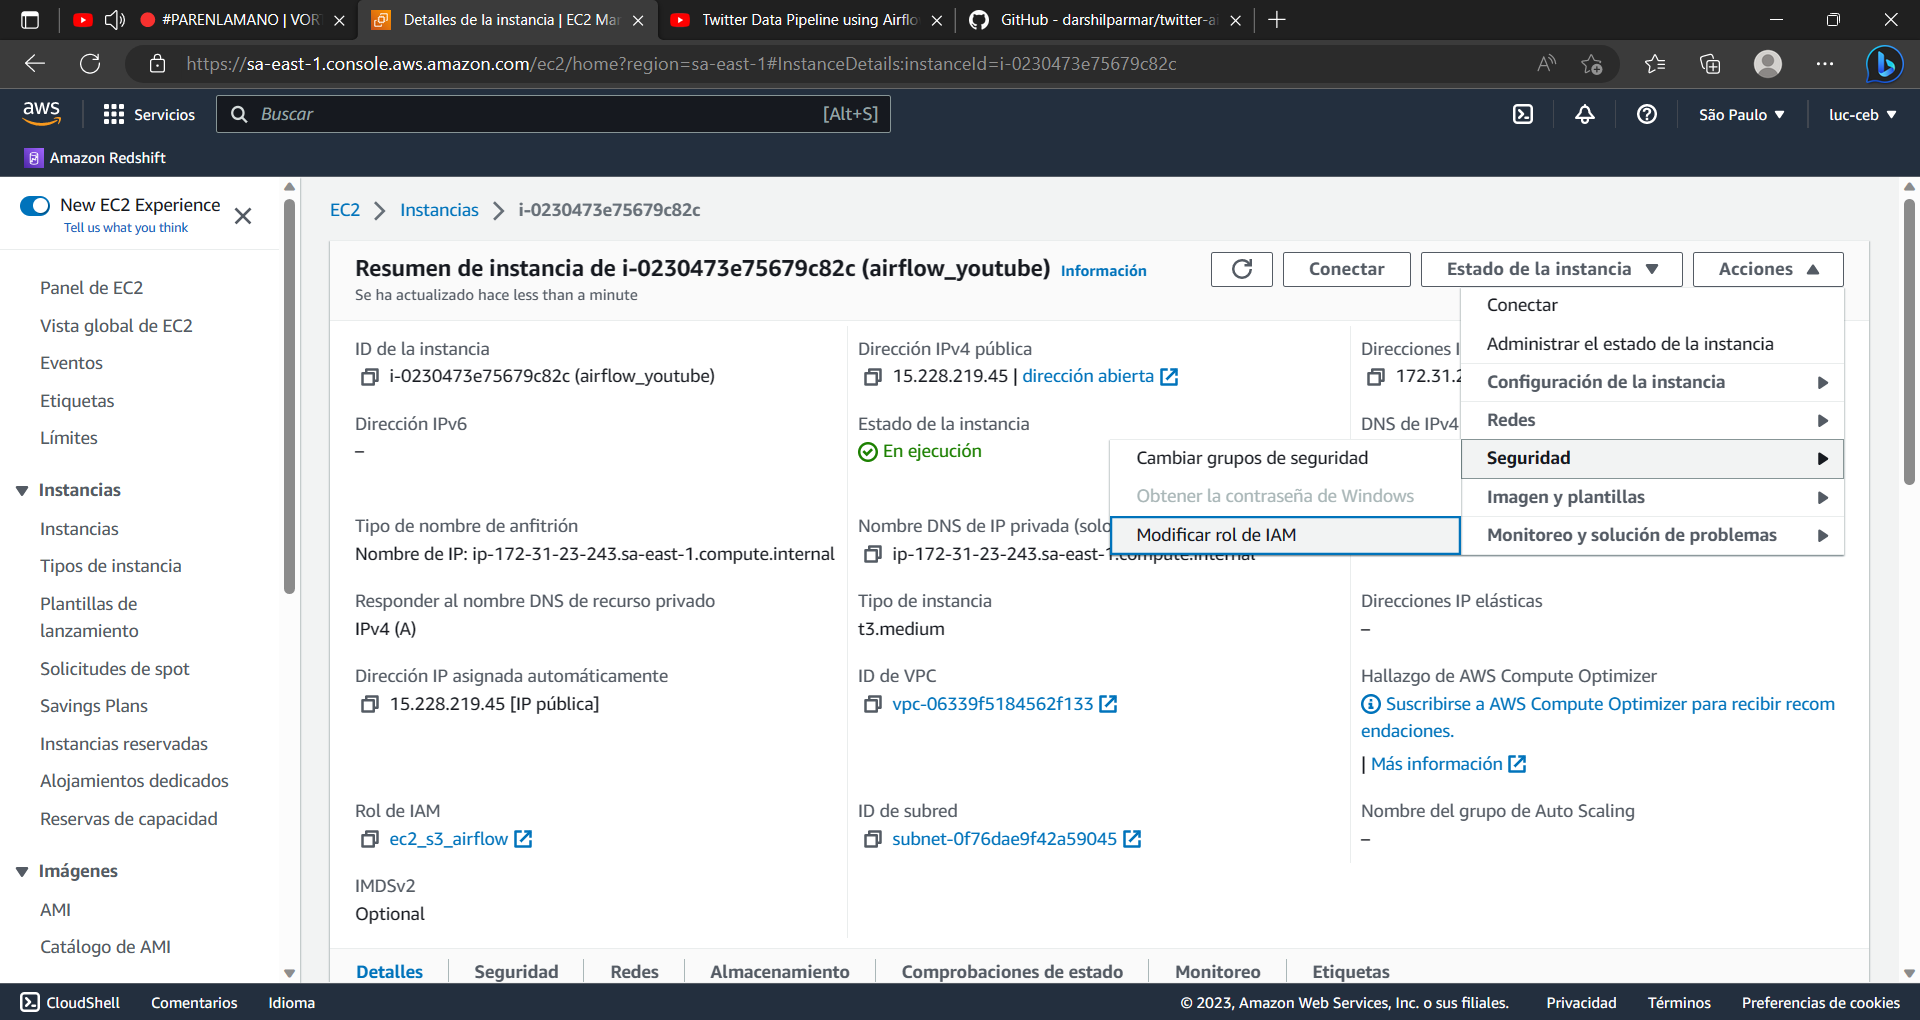 #PARENLAMANO | VOR
Detalles de la instancia | EC2 Ma
Twitter Data Pipeline using Airflo
GitHub - darshilparmar/twitter-a
https://sa-east-1.console.aws.amazon.com/ec2/home?region=sa-east-1#InstanceDetails:instanceId=i-0230473e75679c82c
aws
Servicios
Buscar
[Alt+S]
São Paulo
luc-ceb
Amazon Redshift
New EC2 Experience
Tell us what you think
Panel de EC2
Vista global de EC2
Eventos
Etiquetas
Límites
Instancias
Instancias
Tipos de instancia
Plantillas de
lanzamiento
Solicitudes de spot
Savings Plans
Instancias reservadas
Alojamientos dedicados
Reservas de capacidad
Imágenes
AMI
Catálogo de AMI
EC2 > Instancias > i-0230473e75679c82c
Resumen de instancia de i-0230473e75679c82c (airflow_youtube) Información
Se ha actualizado hace less than a minute
Conectar
Estado de la instancia
Acciones
Conectar
Administrar el estado de la instancia
Configuración de la instancia
Redes
Seguridad
Imagen y plantillas
Monitoreo y solución de problemas
Cambiar grupos de seguridad
Obtener la contraseña de Windows
Modificar rol de IAM
ID de la instancia
i-0230473e75679c82c (airflow_youtube)
Dirección IPv4 pública
15.228.219.45 | dirección abierta
Direcciones I
172.31.2
Dirección IPv6
–
Estado de la instancia
En ejecución
DNS de IPv4
Tipo de nombre de anfitrión
Nombre de IP: ip-172-31-23-243.sa-east-1.compute.internal
Nombre DNS de IP privada (solo
ip-172-31-23-243.sa-east-1.compute.internal
Responder al nombre DNS de recurso privado
IPv4 (A)
Tipo de instancia
t3.medium
Direcciones IP elásticas
–
Dirección IP asignada automáticamente
15.228.219.45 [IP pública]
ID de VPC
vpc-06339f5184562f133
Hallazgo de AWS Compute Optimizer
Suscribirse a AWS Compute Optimizer para recibir recom
endaciones.
| Más información
Rol de IAM
ec2_s3_airflow
ID de subred
subnet-0f76dae9f42a59045
Nombre del grupo de Auto Scaling
–
IMDSv2
Optional
Detalles
Seguridad
Redes
Almacenamiento
Comprobaciones de estado
Monitoreo
Etiquetas
CloudShell
Comentarios
Idioma
© 2023, Amazon Web Services, Inc. o sus filiales.
Privacidad
Términos
Preferencias de cookies